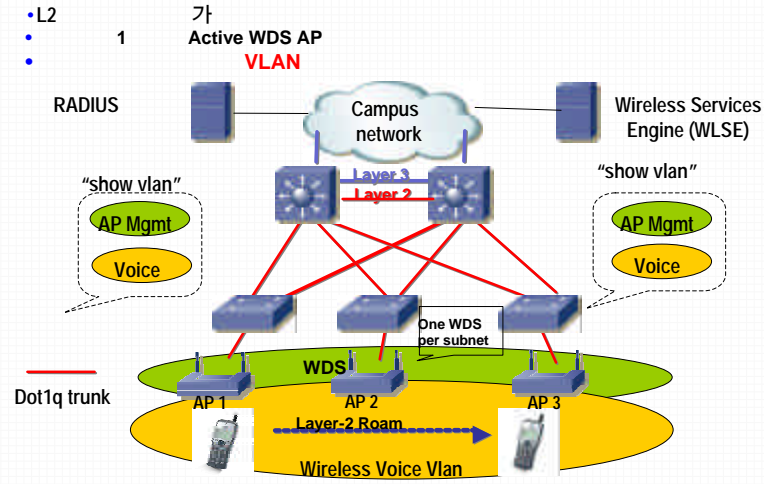 •L2 가
• 1 Active WDS AP
• VLAN
RADIUS
Campus
network
Wireless Services
Engine (WLSE)
Layer 3
Layer 2
"show vlan"
AP Mgmt
Voice
"show vlan"
AP Mgmt
Voice
One WDS
per subnet
WDS
Dot1q trunk
AP 1
AP 2
AP 3
Layer-2 Roam
Wireless Voice Vlan